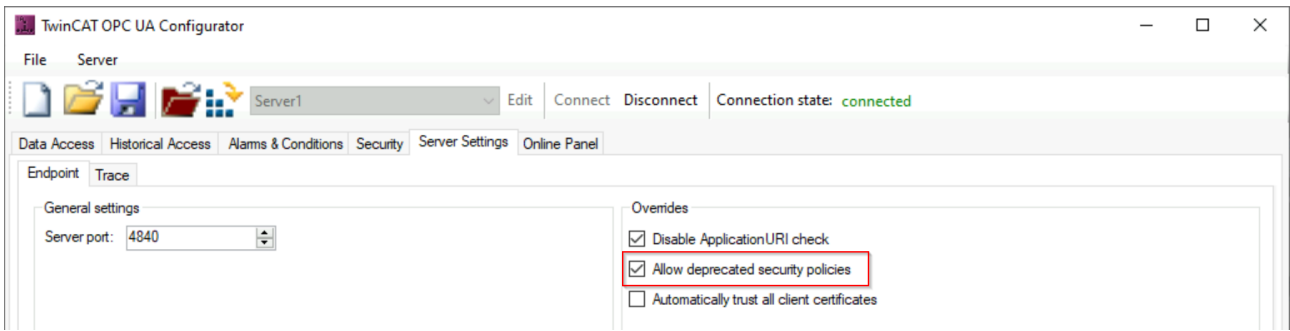 TwinCAT OPC UA Configurator
File Server
Server1 Edit Connect Disconnect Connection state: connected
Data Access Historical Access Alarms & Conditions Security Server Settings Online Panel
Endpoint Trace
General settings
Server port: 4840
Overrides
Disable ApplicationURI check
Allow deprecated security policies
Automatically trust all client certificates